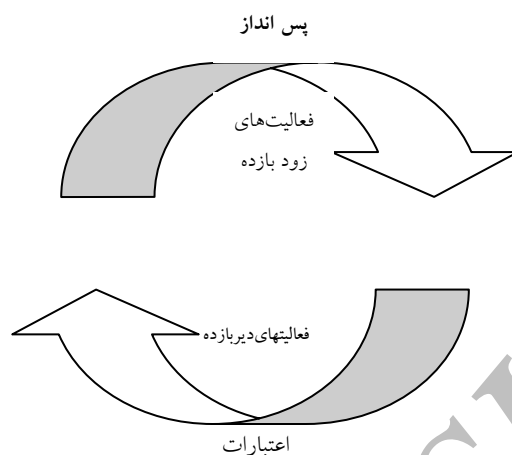 پس انداز
فعالیت‌های
زود بازده
فعالیتهای‌دیربازده
اعتبارات